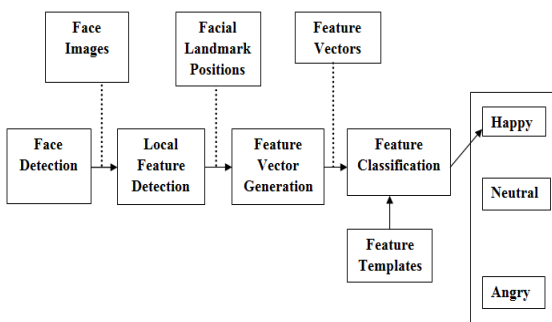 Face
Images
Facial
Landmark
Positions
Feature
Vectors
Face
Detection
Local
Feature
Detection
Feature
Vector
Generation
Feature
Classification
Happy
Neutral
Angry
Feature
Templates